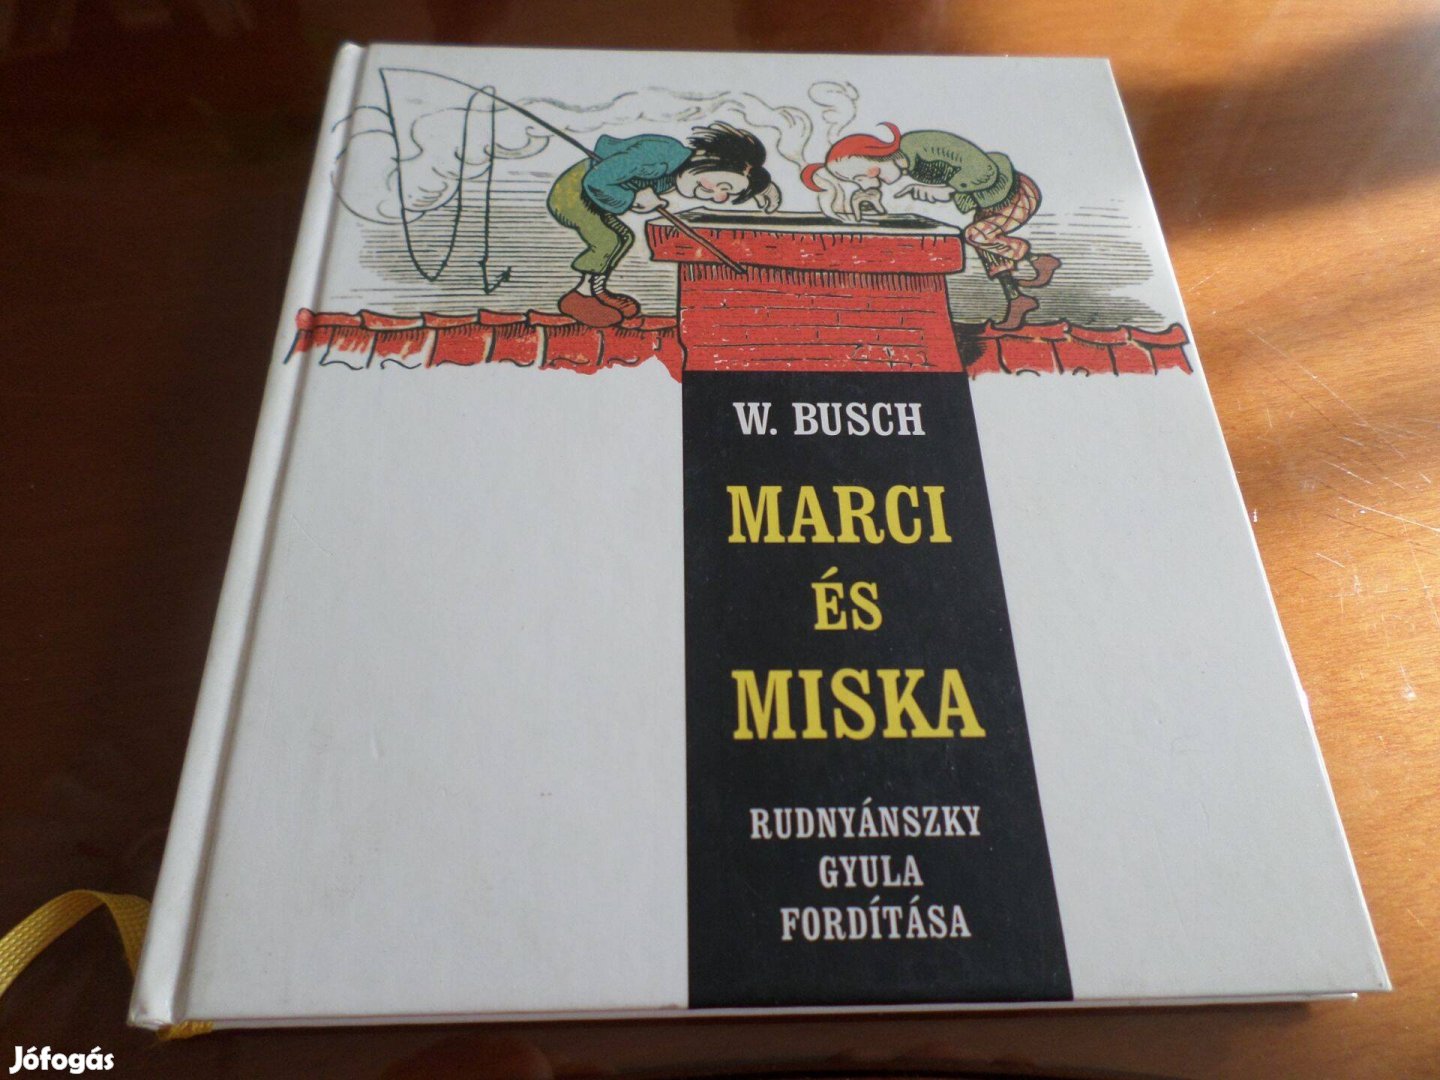 W. BUSCH
MARCI
ÉS
MISKA
RUDNYÁNSZKY
GYULA
FORDÍTÁSA
Jófogás